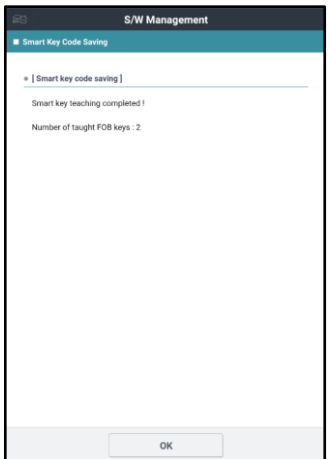 S/W Management
Smart Key Code Saving
[ Smart key code saving ]
Smart key teaching completed !
Number of taught FOB keys : 2
OK